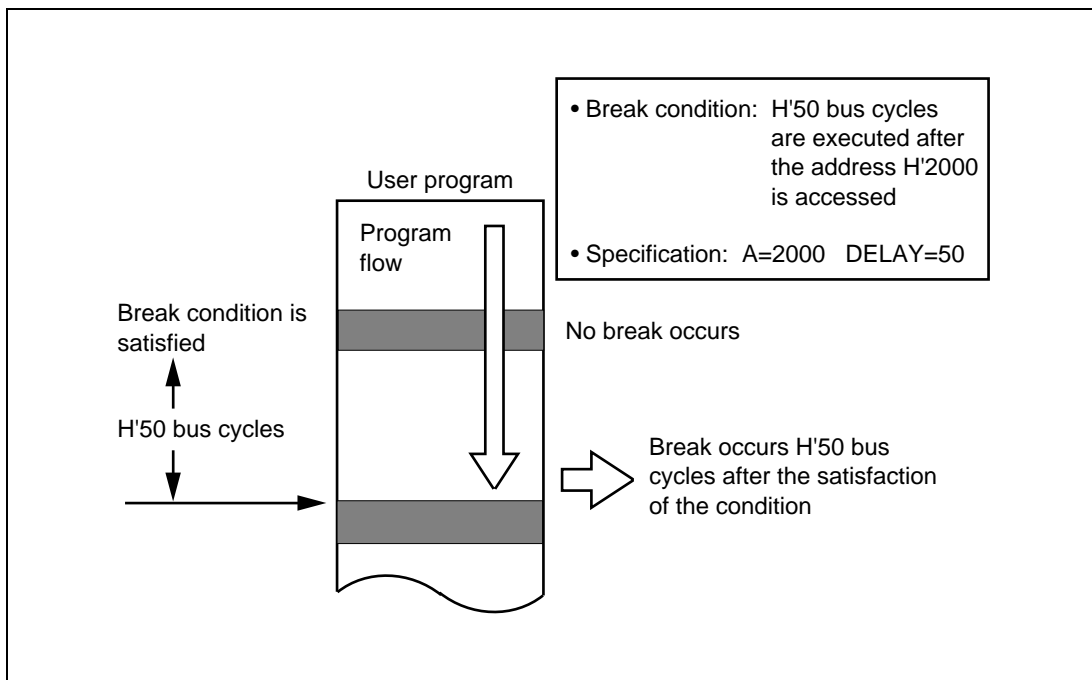 • Break condition: H'50 bus cycles
are executed after
the address H'2000
is accessed
• Specification: A=2000 DELAY=50
User program
Program
flow
Break condition is
satisfied
No break occurs
H'50 bus cycles
Break occurs H'50 bus
cycles after the satisfaction
of the condition